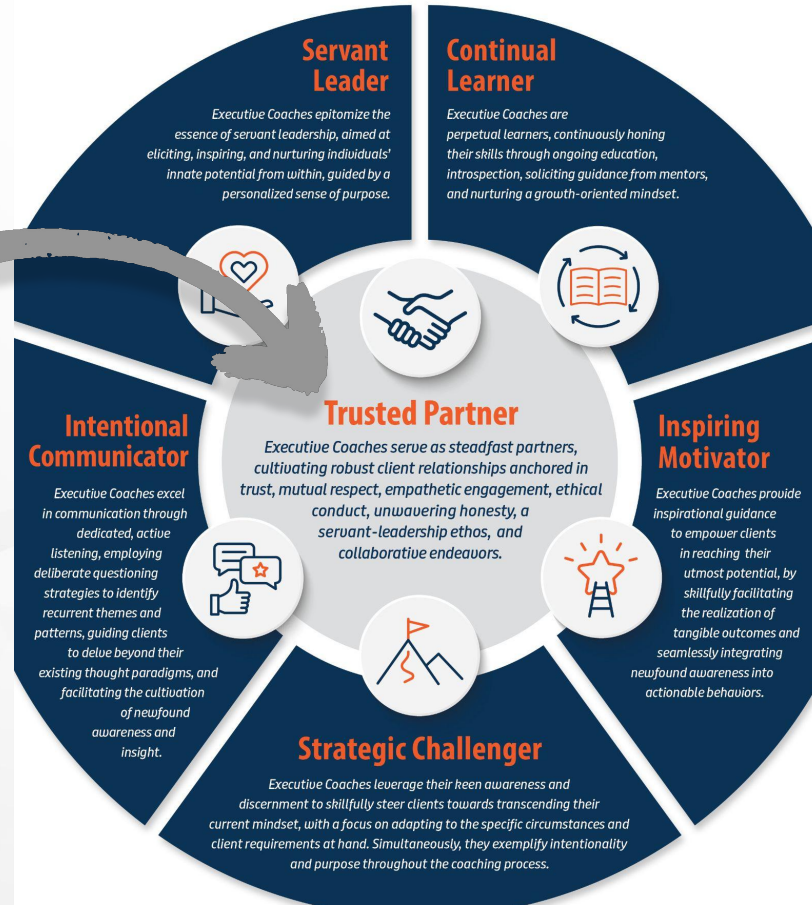 Servant
Leader
Executive Coaches epitomize the
essence of servant leadership, aimed at
eliciting, inspiring, and nurturing individuals'
innate potential from within, guided by a
personalized sense of purpose.
Continual
Learner
Executive Coaches are
perpetual learners, continuously honing
their skills through ongoing education,
introspection, soliciting guidance from mentors,
and nurturing a growth-oriented mindset.
Trusted Partner
Executive Coaches serve as steadfast partners,
cultivating robust client relationships anchored in
trust, mutual respect, empathetic engagement, ethical
conduct, unwavering honesty, a
servant-leadership ethos, and
collaborative endeavors.
Intentional
Communicator
Executive Coaches excel
in communication through
dedicated, active
listening, employing
deliberate questioning
strategies to identify
recurrent themes and
patterns, guiding clients
to delve beyond their
existing thought paradigms, and
facilitating the cultivation
of newfound
awareness and
insight.
Inspiring
Motivator
Executive Coaches provide
inspirational guidance
to empower clients
in reaching their
utmost potential, by
skillfully facilitating
the realization of
tangible outcomes and
seamlessly integrating
newfound awareness into
actionable behaviors.
Strategic Challenger
Executive Coaches leverage their keen awareness and
discernment to skillfully steer clients towards transcending their
current mindset, with a focus on adapting to the specific circumstances and
client requirements at hand. Simultaneously, they exemplify intentionality
and purpose throughout the coaching process.